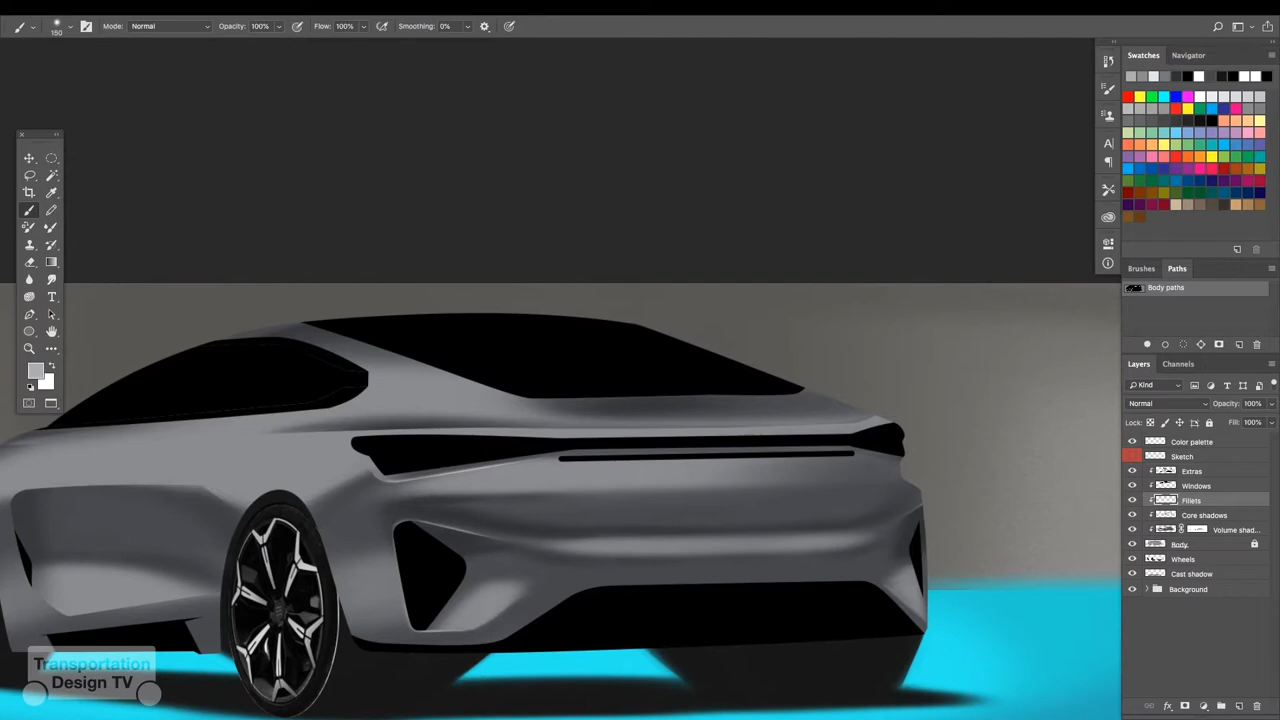 150
Mode: Normal
Opacity: 100%
Flow: 100%
Smoothing: 0%
Swatches
Navigator
Brushes
Paths
Body paths
Layers
Channels
Kind
Normal
Opacity: 100%
Lock:
Fill: 100%
Color palette
Sketch
Extras
Windows
Fillets
Core shadows
Volume shad...
Body
Wheels
Cast shadow
Background
Transportation
Design TV